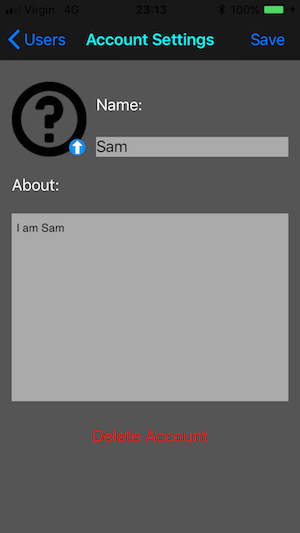 Virgin 4G 23:13 100%
Users Account Settings Save
Name:
Sam
About:
I am Sam
Delete Account